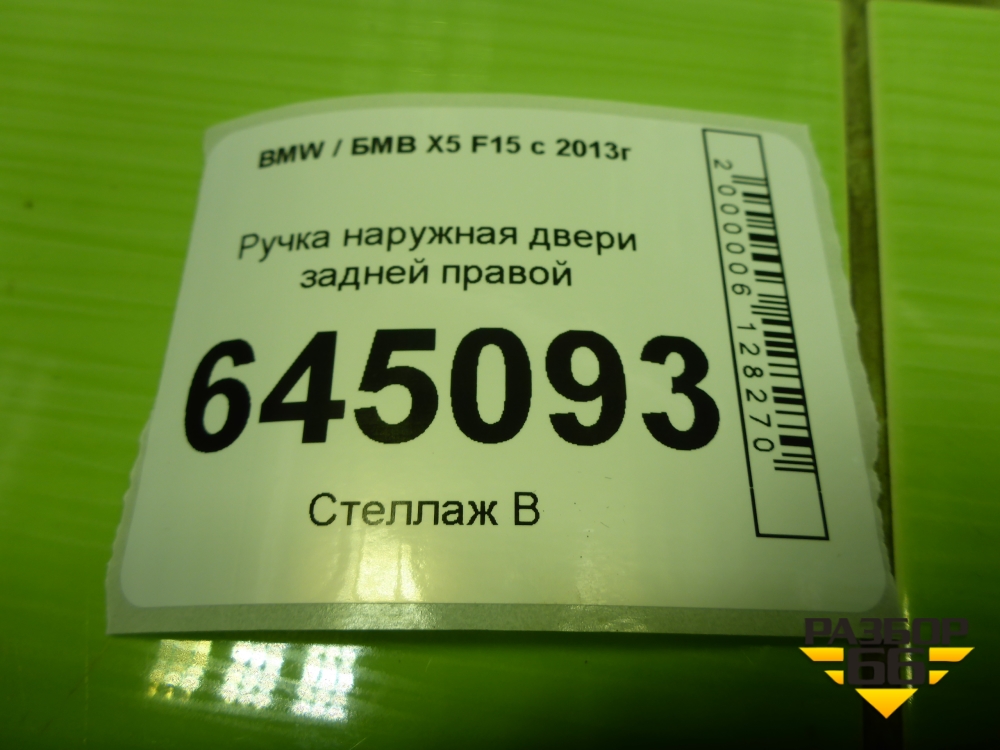 BMW / БМВ X5 F15 с 2013г
Ручка наружная двери
задней правой
645093
Стеллаж В
2000006128270
РАЗБОР
66